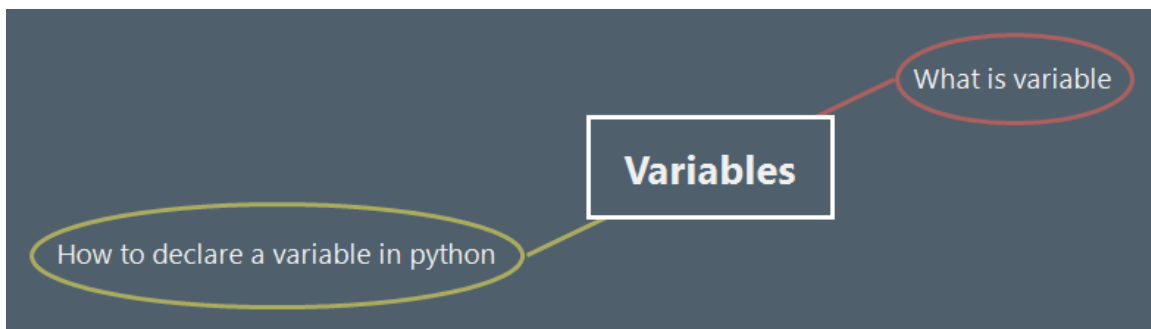 What is variable
Variables
How to declare a variable in python